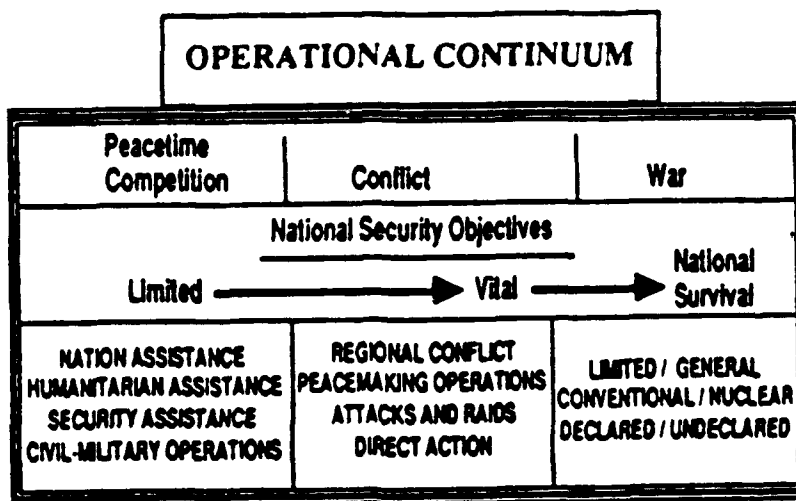 OPERATIONAL CONTINUUM
Peacetime
Competition
Conflict
War
National Security Objectives
Limited
Vital
National
Survival
NATION ASSISTANCE
HUMANITARIAN ASSISTANCE
SECURITY ASSISTANCE
CIVIL-MILITARY OPERATIONS
REGIONAL CONFLICT
PEACEMAKING OPERATIONS
ATTACKS AND RAIDS
DIRECT ACTION
LIMITED / GENERAL
CONVENTIONAL / NUCLEAR
DECLARED / UNDECLARED